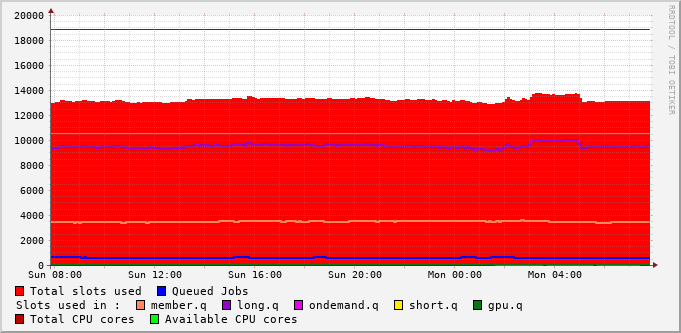 20000
18000
16000
14000
12000
10000
8000
6000
4000
2000
0
Sun 08:00 Sun 12:00 Sun 16:00 Sun 20:00 Mon 00:00 Mon 04:00
Total slots used Queued Jobs
Slots used in : member.q long.q ondemand.q short.q gpu.q
Total CPU cores Available CPU cores
RRDTOOL / TOBI OETIKER